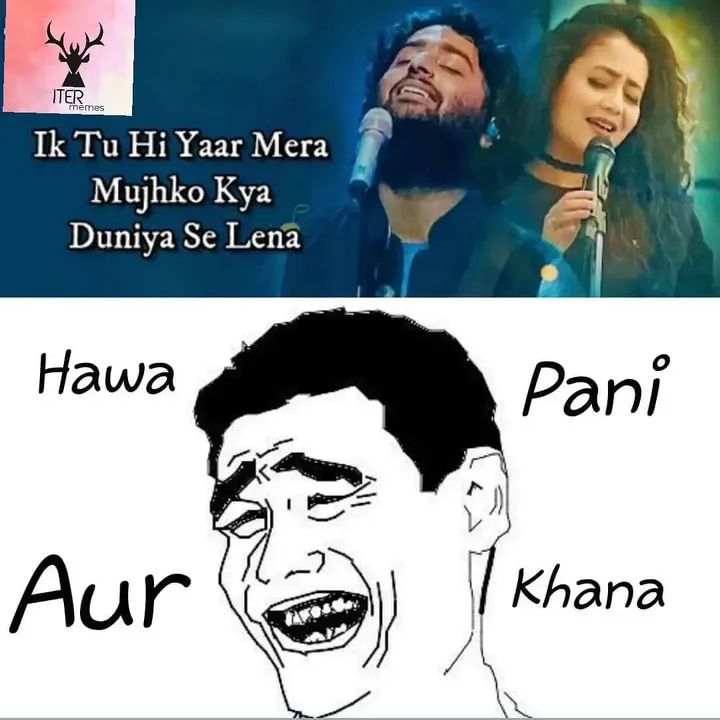 ITER
memes
Ik Tu Hi Yaar Mera
Mujhko Kya
Duniya Se Lena
Hawa
Pani
Aur
Khana